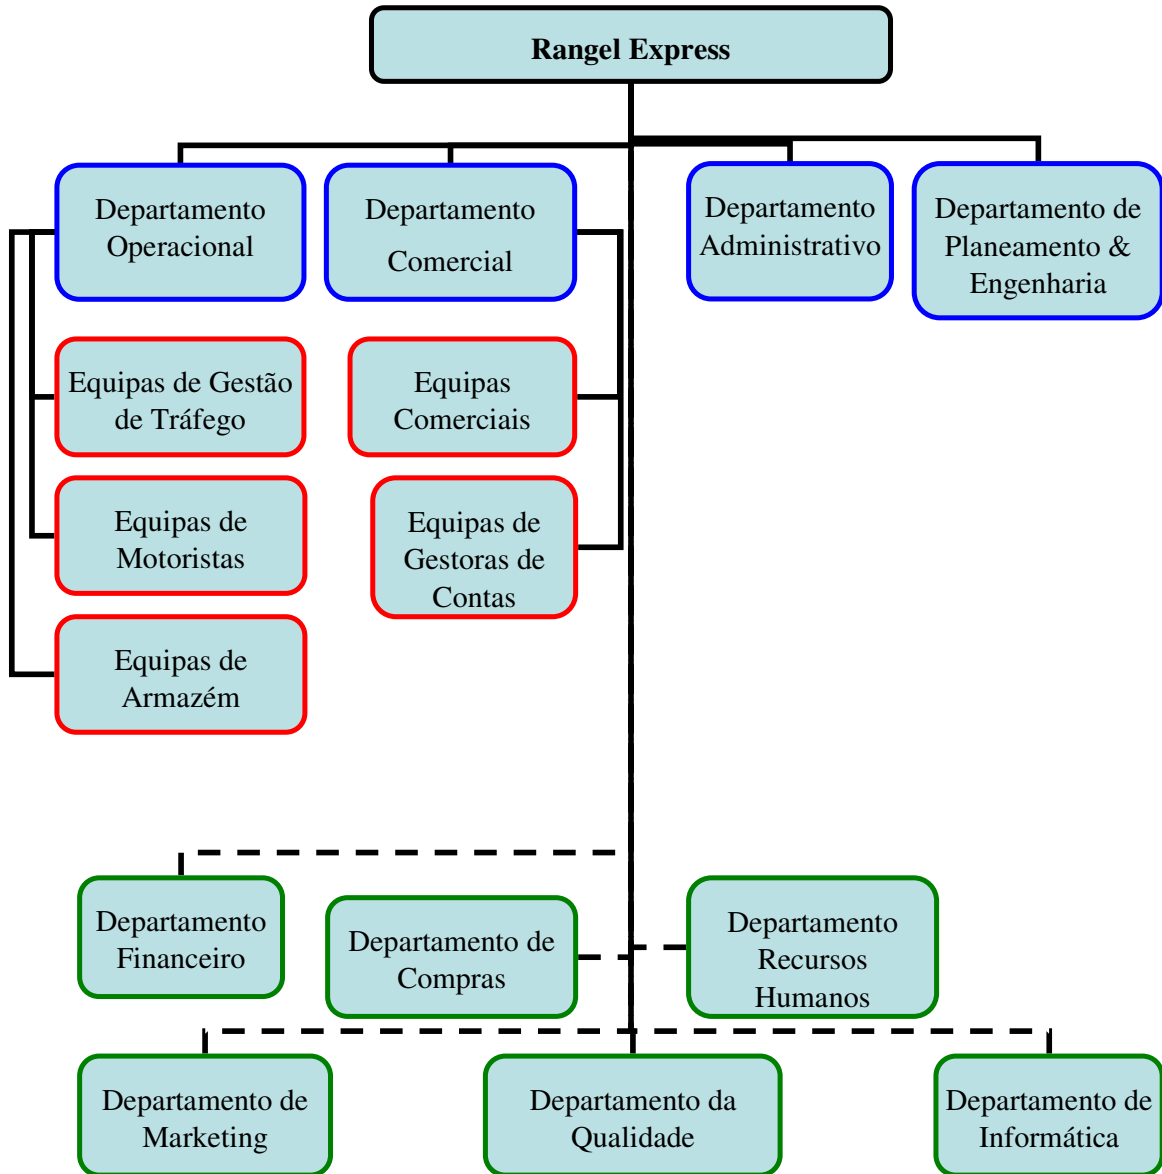 Rangel Express
Departamento
Operacional
Departamento
Comercial
Departamento
Administrativo
Departamento de
Planeamento &
Engenharia
Equipas de Gestão
de Tráfego
Equipas
Comerciais
Equipas de
Motoristas
Equipas de
Gestoras de
Contas
Equipas de
Armazém
Departamento
Financeiro
Departamento de
Compras
Departamento
Recursos
Humanos
Departamento de
Marketing
Departamento da
Qualidade
Departamento de
Informática